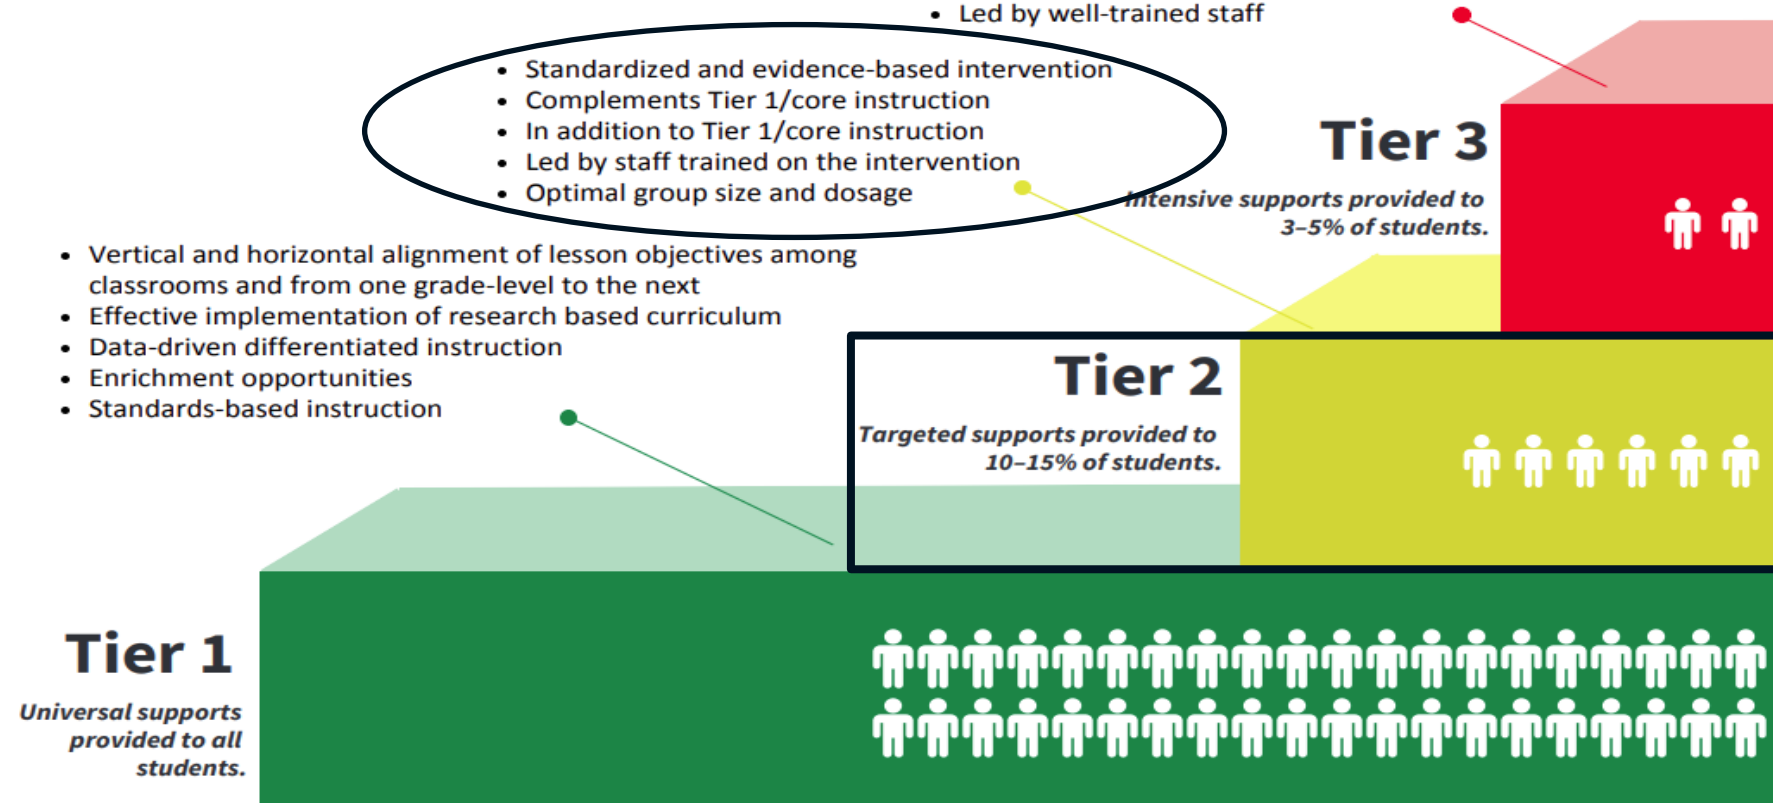 • Led by well-trained staff
• Standardized and evidence-based intervention
• Complements Tier 1/core instruction
• In addition to Tier 1/core instruction
• Led by staff trained on the intervention
• Optimal group size and dosage
Tier 3
Intensive supports provided to
3–5% of students.
• Vertical and horizontal alignment of lesson objectives among
classrooms and from one grade-level to the next
• Effective implementation of research based curriculum
• Data-driven differentiated instruction
• Enrichment opportunities
• Standards-based instruction
Tier 2
Targeted supports provided to
10–15% of students.
Tier 1
Universal supports
provided to all
students.